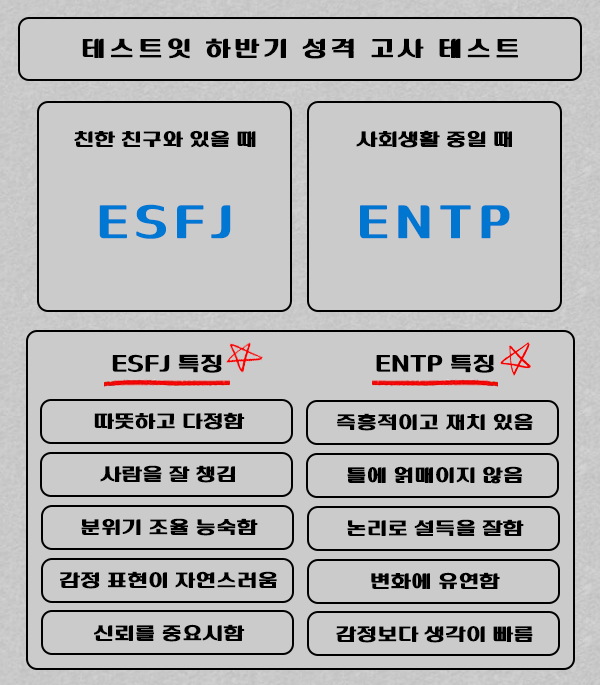 테스트잇 하반기 성격 고사 테스트
친한 친구와 있을 때
사회생활 중일 때
ESFJ
ENTP
ESFJ 특징
ENTP 특징
따뜻하고 다정함
즉흥적이고 재치 있음
사람을 잘 챙김
틀에 얽매이지 않음
분위기 조율 능숙함
논리로 설득을 잘함
감정 표현이 자연스러움
변화에 유연함
신뢰를 중요시함
감정보다 생각이 빠름